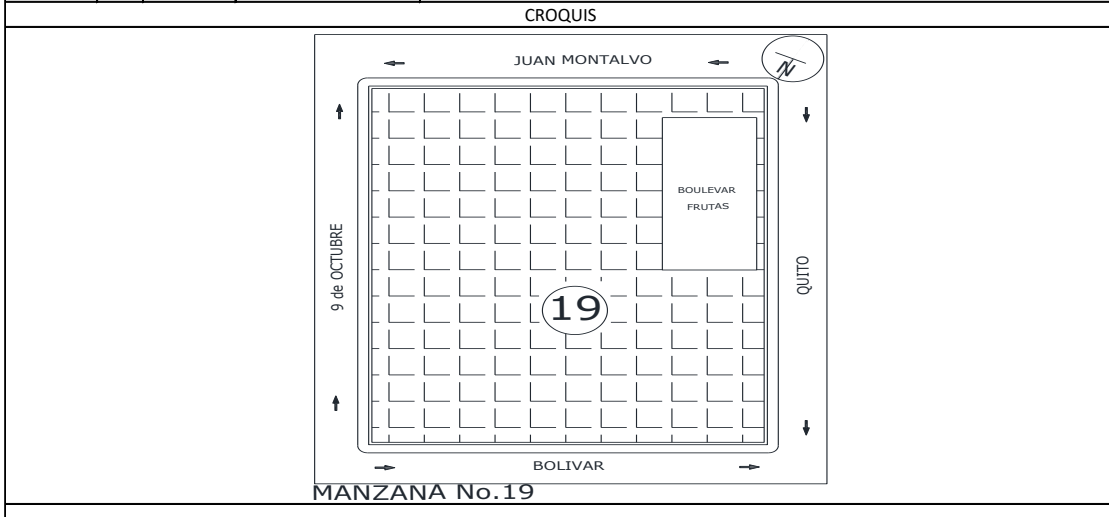 CROQUIS
JUAN MONTALVO
N
BOULEVAR
FRUTAS
9 de OCTUBRE
QUITO
19
BOLIVAR
MANZANA No.19